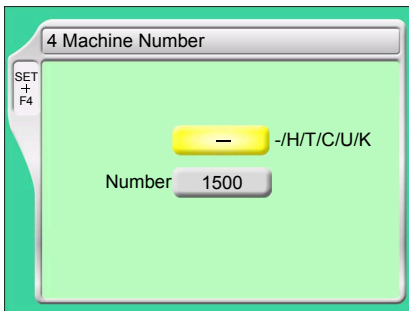 4 Machine Number
SET
+
F4
— -/H/T/C/U/K
Number 1500